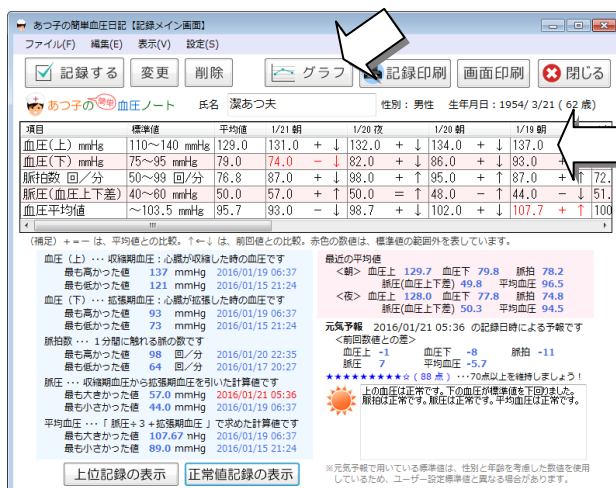 あつ子の簡単血圧日記【記録メイン画面】
ファイル(F) 編集(E) 表示(V) 設定(S)
記録する 変更 削除 グラフ 記録印刷 画面印刷 閉じる
あつ子の簡単血圧ノート 氏名 潔あつ夫 性別： 男性 生年月日：1954/ 3/21 ( 62 歳)
項目 標準値 平均値 1/21 朝 1/20 夜 1/20 朝 1/19 朝
血圧(上) mmHg 110～140 mmHg 129.0 131.0 + ↓ 132.0 + ↓ 134.0 + ↓ 137.0
血圧(下) mmHg 75～95 mmHg 79.0 74.0 − ↓ 82.0 + ↓ 86.0 + ↓ 93.0 +
脈拍数 回／分 50～99 回/分 76.8 87.0 + ↓ 98.0 + ↑ 95.0 + ↑ 87.0 + ↑ 72.
脈圧(血圧上下差) 40～60 mmHg 50.0 57.0 + ↑ 50.0 = ↑ 48.0 − ↑ 44.0 − ↓ 51.
血圧平均値 ～103.5 mmHg 95.7 93.0 − ↓ 98.7 + ↓ 102.0 + ↓ 107.7 + ↑ 100
(補足) + = − は、平均値との比較。↑ ← ↓ は、前回値との比較。赤色の数値は、標準値の範囲外を表しています。
血圧（上）･･･ 収縮期血圧：心臓が収縮した時の血圧です
最も高かった値 137 mmHg 2016/01/19 06:37
最も低かった値 121 mmHg 2016/01/15 21:24
血圧（下）･･･ 拡張期血圧：心臓が拡張した時の血圧です
最も高かった値 93 mmHg 2016/01/19 06:37
最も低かった値 73 mmHg 2016/01/15 21:24
脈拍数 ･･･ 1分間に触れる脈の数です
最も高かった値 98 回／分 2016/01/20 22:35
最も低かった値 64 回／分 2016/01/17 20:27
脈圧 ･･･ 収縮期血圧から拡張期血圧を引いた計算値です
最も大きかった値 57.0 mmHg 2016/01/21 05:36
最も小さかった値 44.0 mmHg 2016/01/19 06:37
平均血圧 ･･･「 脈圧÷３＋拡張期血圧 」で求めた計算値です
最も大きかった値 107.67 mmHg 2016/01/19 06:37
最も小さかった値 89.0 mmHg 2016/01/15 21:24
上位記録の表示 正常値記録の表示
最近の平均値
＜朝＞ 血圧上 129.7 血圧下 79.8 脈拍 78.2
脈圧(血圧上下差) 49.8 平均血圧 96.5
＜夜＞ 血圧上 128.0 血圧下 77.8 脈拍 74.8
脈圧(血圧上下差) 50.3 平均血圧 94.5
元気予報 2016/01/21 05:36 の記録日時による予報です
＜前回数値との差＞
血圧上 -1 血圧下 -8 脈拍 -11
脈圧 7 平均血圧 -5.7
★★★★★★★★★☆ ( 88 点 ) ･･･70点以上を維持しましょう！
上の血圧は正常です。下の血圧が標準値を下回りました。
脈拍は正常です。脈圧は正常です。平均血圧は正常です。
※元気予報で用いている標準値は、性別と年齢を考慮した数値を使用
しているため、ユーザー設定標準値と異なる場合があります。